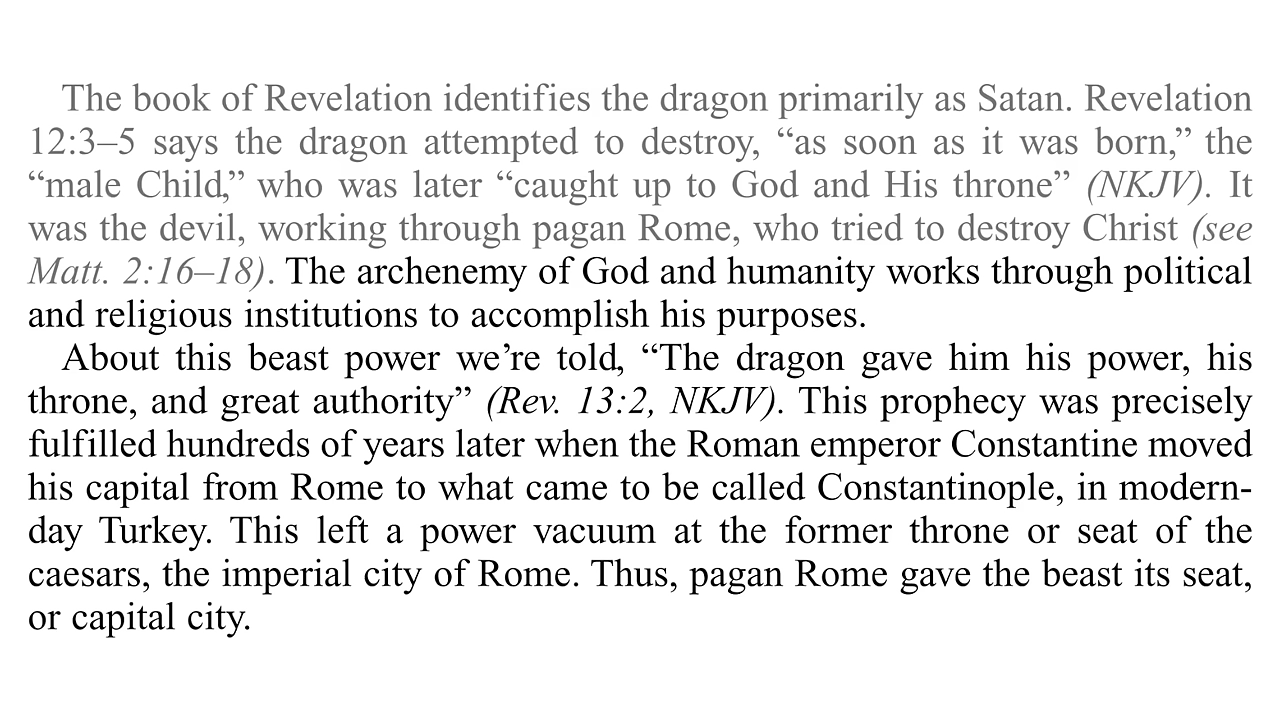 The book of Revelation identifies the dragon primarily as Satan. Revelation
12:3–5 says the dragon attempted to destroy, “as soon as it was born,” the
“male Child,” who was later “caught up to God and His throne” (NKJV). It
was the devil, working through pagan Rome, who tried to destroy Christ (see
Matt. 2:16–18). The archenemy of God and humanity works through political
and religious institutions to accomplish his purposes.
About this beast power we’re told, “The dragon gave him his power, his
throne, and great authority” (Rev. 13:2, NKJV). This prophecy was precisely
fulfilled hundreds of years later when the Roman emperor Constantine moved
his capital from Rome to what came to be called Constantinople, in modern-
day Turkey. This left a power vacuum at the former throne or seat of the
caesars, the imperial city of Rome. Thus, pagan Rome gave the beast its seat,
or capital city.